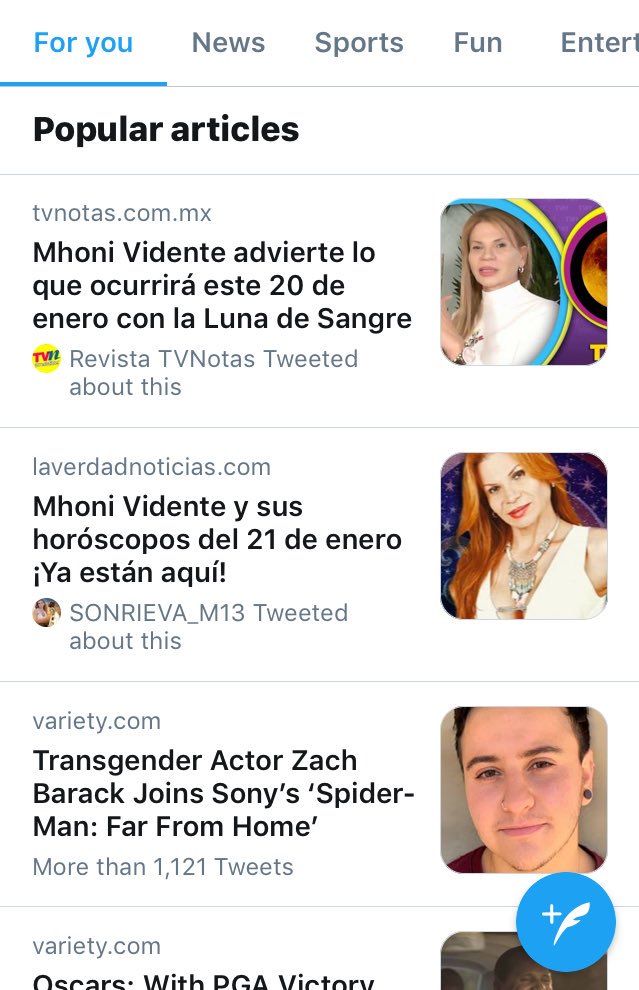 For you News Sports Fun Entert
Popular articles
tvnotas.com.mx
Mhoni Vidente advierte lo
que ocurrirá este 20 de
enero con la Luna de Sangre
TVn
Revista TVNotas Tweeted
about this
laverdadnoticias.com
Mhoni Vidente y sus
horóscopos del 21 de enero
¡Ya están aquí!
SONRIEVA_M13 Tweeted
about this
variety.com
Transgender Actor Zach
Barack Joins Sony’s ‘Spider-
Man: Far From Home’
More than 1,121 Tweets
variety.com
Oscars: With PGA Victory